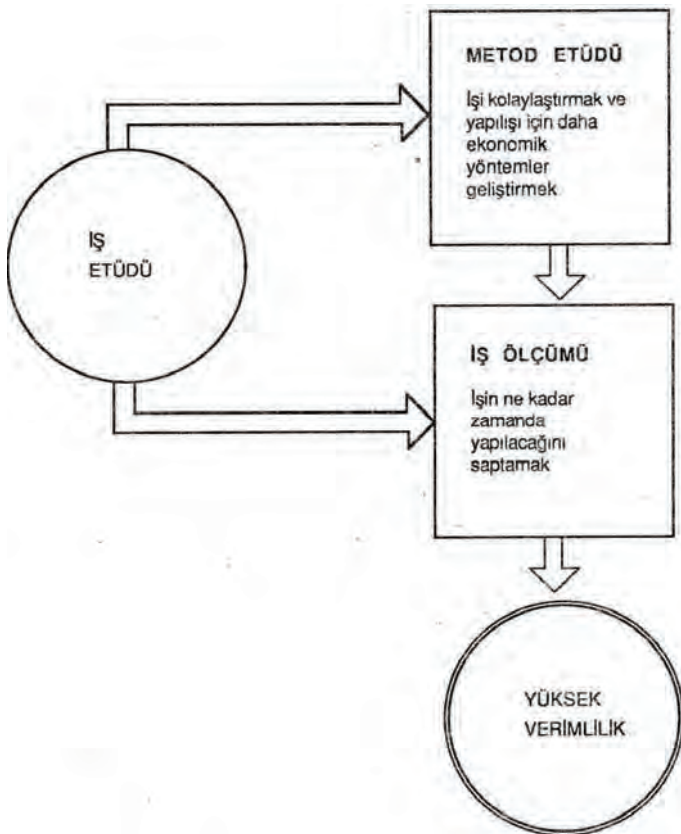 METOD ETÜDÜ
İşi kolaylaştırmak ve
yapılışı için daha
ekonomik
yöntemler
geliştirmek
İŞ
ETÜDÜ
İŞ ÖLÇÜMÜ
İşin ne kadar
zamanda
yapılacağını
saptamak
YÜKSEK
VERİMLİLİK